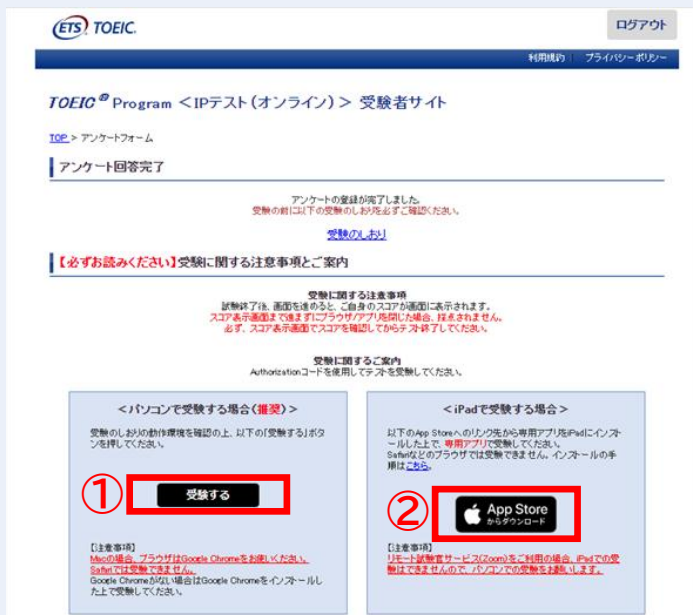 ETS TOEIC.
ログアウト
利用規約 | プライバシーポリシー
TOEIC® Program ＜IPテスト（オンライン）＞ 受験者サイト
TOP > アンケートフォーム
アンケート回答完了
アンケートの登録が完了しました。
受験の前に以下の受験のしおりを必ずご確認ください。
受験のしおり
【必ずお読みください】受験に関する注意事項とご案内
受験に関する注意事項
試験終了後、画面を進めると、ご自身のスコアが画面に表示されます。
スコア表示画面まで進まずにブラウザ/アプリを閉じた場合、採点されません。
必ず、スコア表示画面でスコアを確認してからテスト終了してください。
受験に関するご案内
Authorizationコードを使用してテストを受験してください。
＜パソコンで受験する場合(推奨)＞
受験のしおりの動作環境を確認の上、以下の「受験する」ボタ
ンを押してください。
①
受験する
【注意事項】
Macの場合、ブラウザはGoogle Chromeをお使いください。
Safariでは受験できません。
Google Chromeがない場合はGoogle Chromeをインストールし
た上で受験してください。
＜iPadで受験する場合＞
以下のApp Storeへのリンク先から専用アプリをiPadにインスト
ールした上で、専用アプリで受験してください。
Safariなどのブラウザでは受験できません。インストールの手
順はこちら。
②
App Store
からダウンロード
【注意事項】
リモート試験官サービス(Zoom)をご利用の場合、iPadでの受
験はできませんので、パソコンでの受験をお願いします。